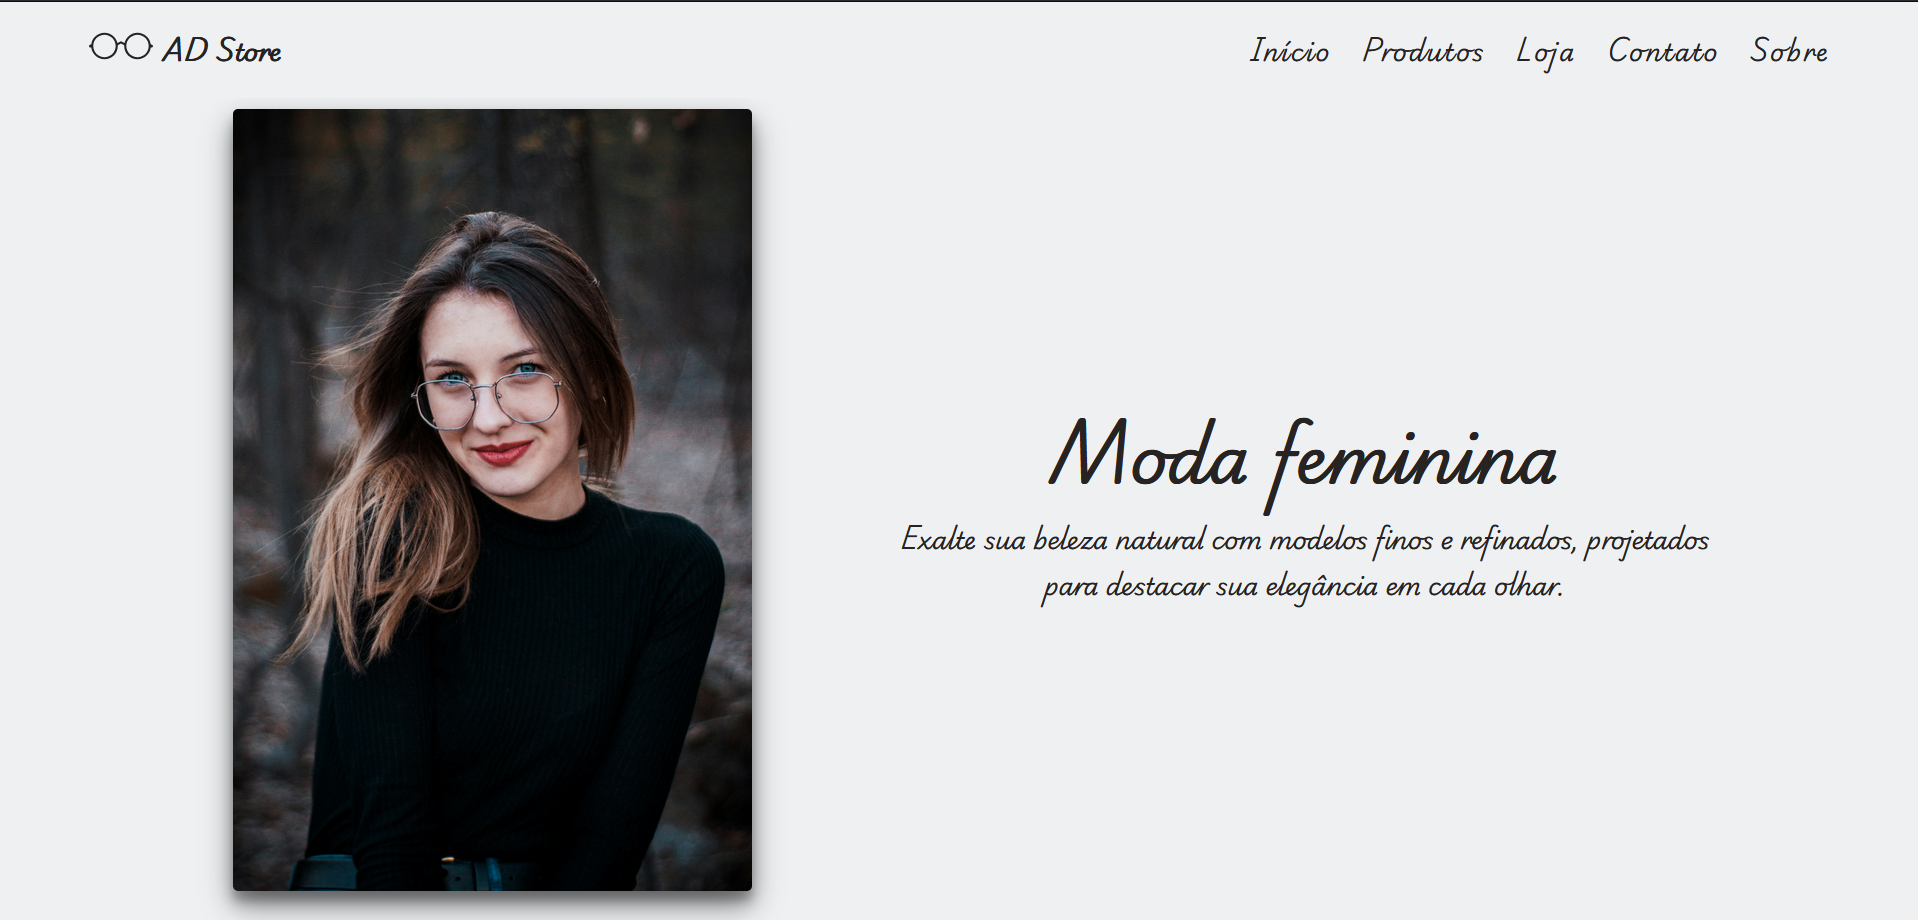 AD Store
Início Produtos Loja Contato Sobre
Moda feminina
Exalte sua beleza natural com modelos finos e refinados, projetados
para destacar sua elegância em cada olhar.